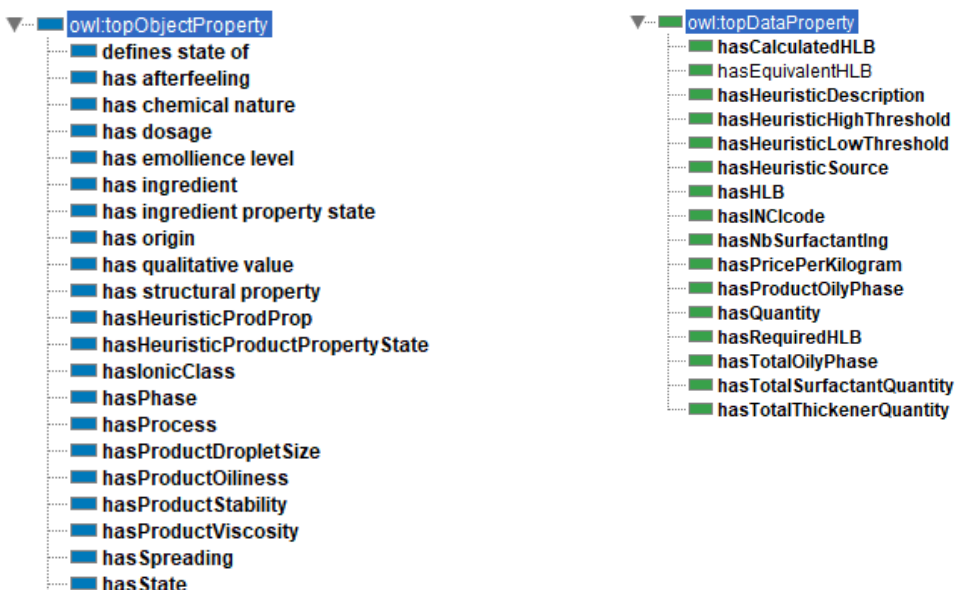 owl:topObjectProperty
defines state of
has afterfeeling
has chemical nature
has dosage
has emollience level
has ingredient
has ingredient property state
has origin
has qualitative value
has structural property
hasHeuristicProdProp
hasHeuristicProductPropertyState
hasIonicClass
hasPhase
hasProcess
hasProductDropletSize
hasProductOiliness
hasProductStability
hasProductViscosity
hasSpreading
hasState
owl:topDataProperty
hasCalculatedHLB
hasEquivalentHLB
hasHeuristicDescription
hasHeuristicHighThreshold
hasHeuristicLowThreshold
hasHeuristicSource
hasHLB
hasINCIcode
hasNbSurfactantIng
hasPricePerKilogram
hasProductOilyPhase
hasQuantity
hasRequiredHLB
hasTotalOilyPhase
hasTotalSurfactantQuantity
hasTotalThickenerQuantity